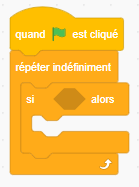 quand est cliqué
répéter indéfiniment
si alors